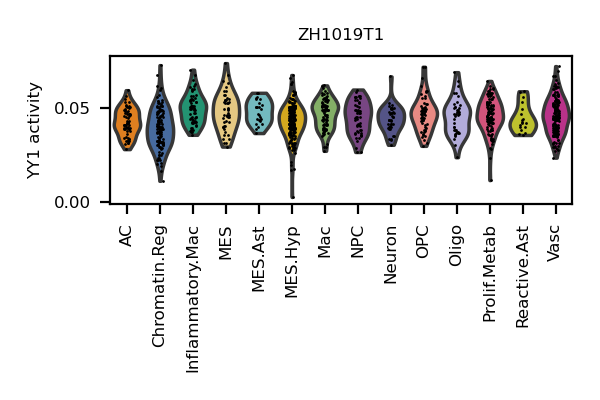 ZH1019T1
YY1 activity
0.05
0.00
AC
Chromatin.Reg
Inflammatory.Mac
MES
MES.Ast
MES.Hyp
Mac
NPC
Neuron
OPC
Oligo
Prolif.Metab
Reactive.Ast
Vasc